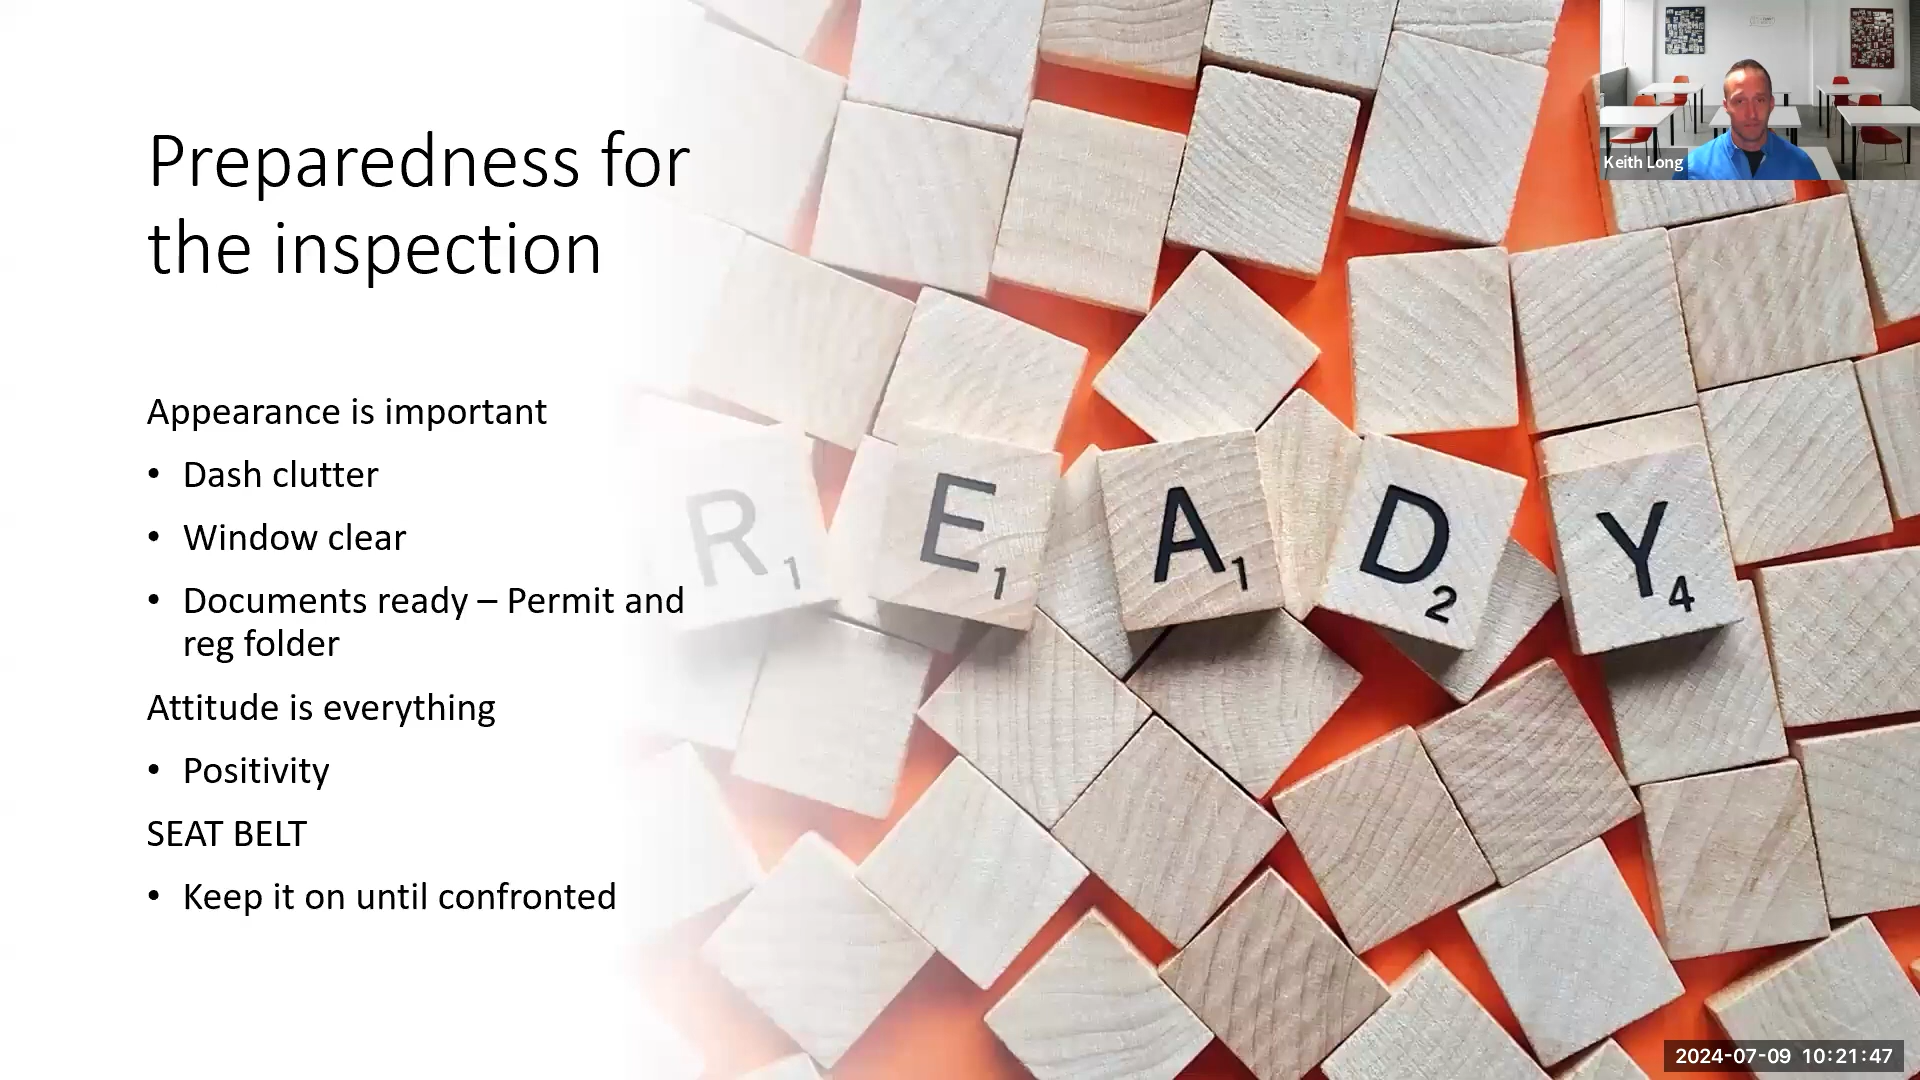 Preparedness for
the inspection
Appearance is important
• Dash clutter
• Window clear
• Documents ready – Permit and
reg folder
Attitude is everything
• Positivity
SEAT BELT
• Keep it on until confronted
R1 E1 A1 D2 Y4
Keith Long
2024-07-09 10:21:47